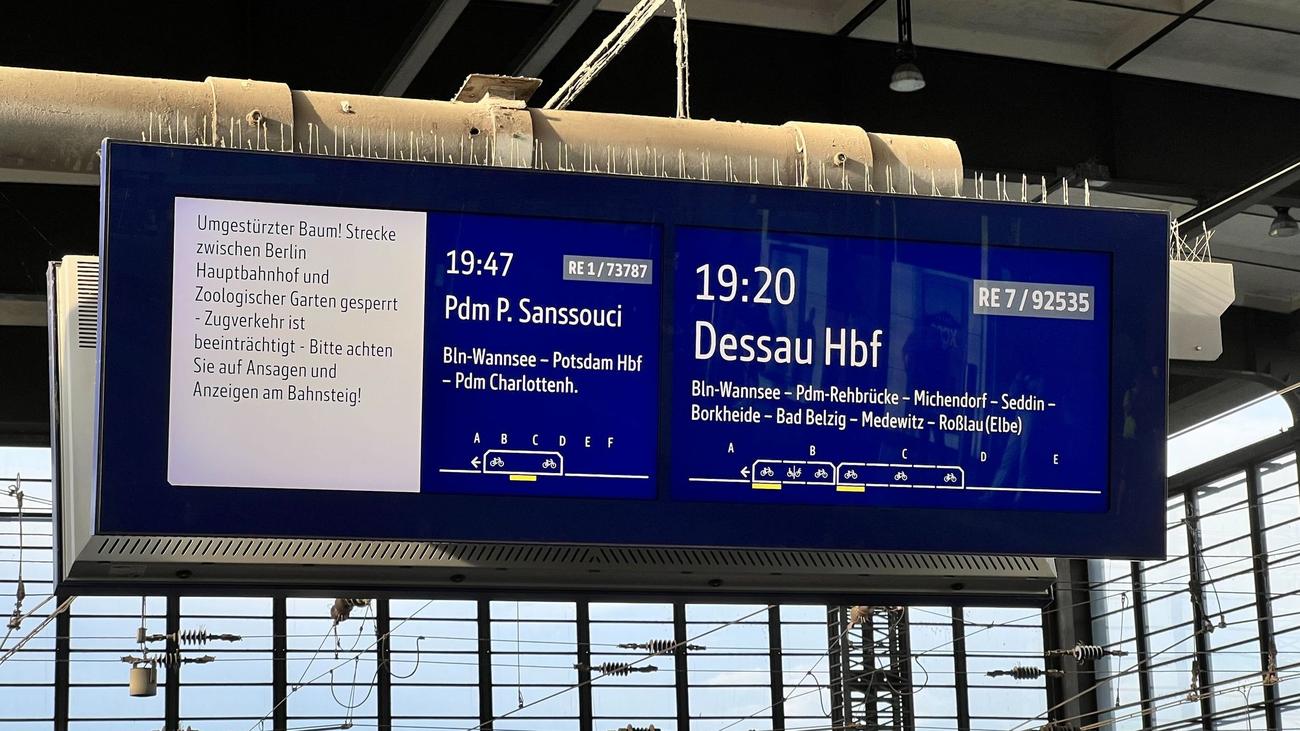 Umgestürzter Baum! Strecke
zwischen Berlin
Hauptbahnhof und
Zoologischer Garten gesperrt
- Zugverkehr ist
beeinträchtigt - Bitte achten
Sie auf Ansagen und
Anzeigen am Bahnsteig!
19:47 RE 1 / 73787
Pdm P. Sanssouci
Bln-Wannsee – Potsdam Hbf
– Pdm Charlottenh.
A B C D E F
19:20 RE 7 / 92535
Dessau Hbf
Bln-Wannsee – Pdm-Rehbrücke – Michendorf – Seddin –
Borkheide – Bad Belzig – Medewitz – Roßlau(Elbe)
A B C D E